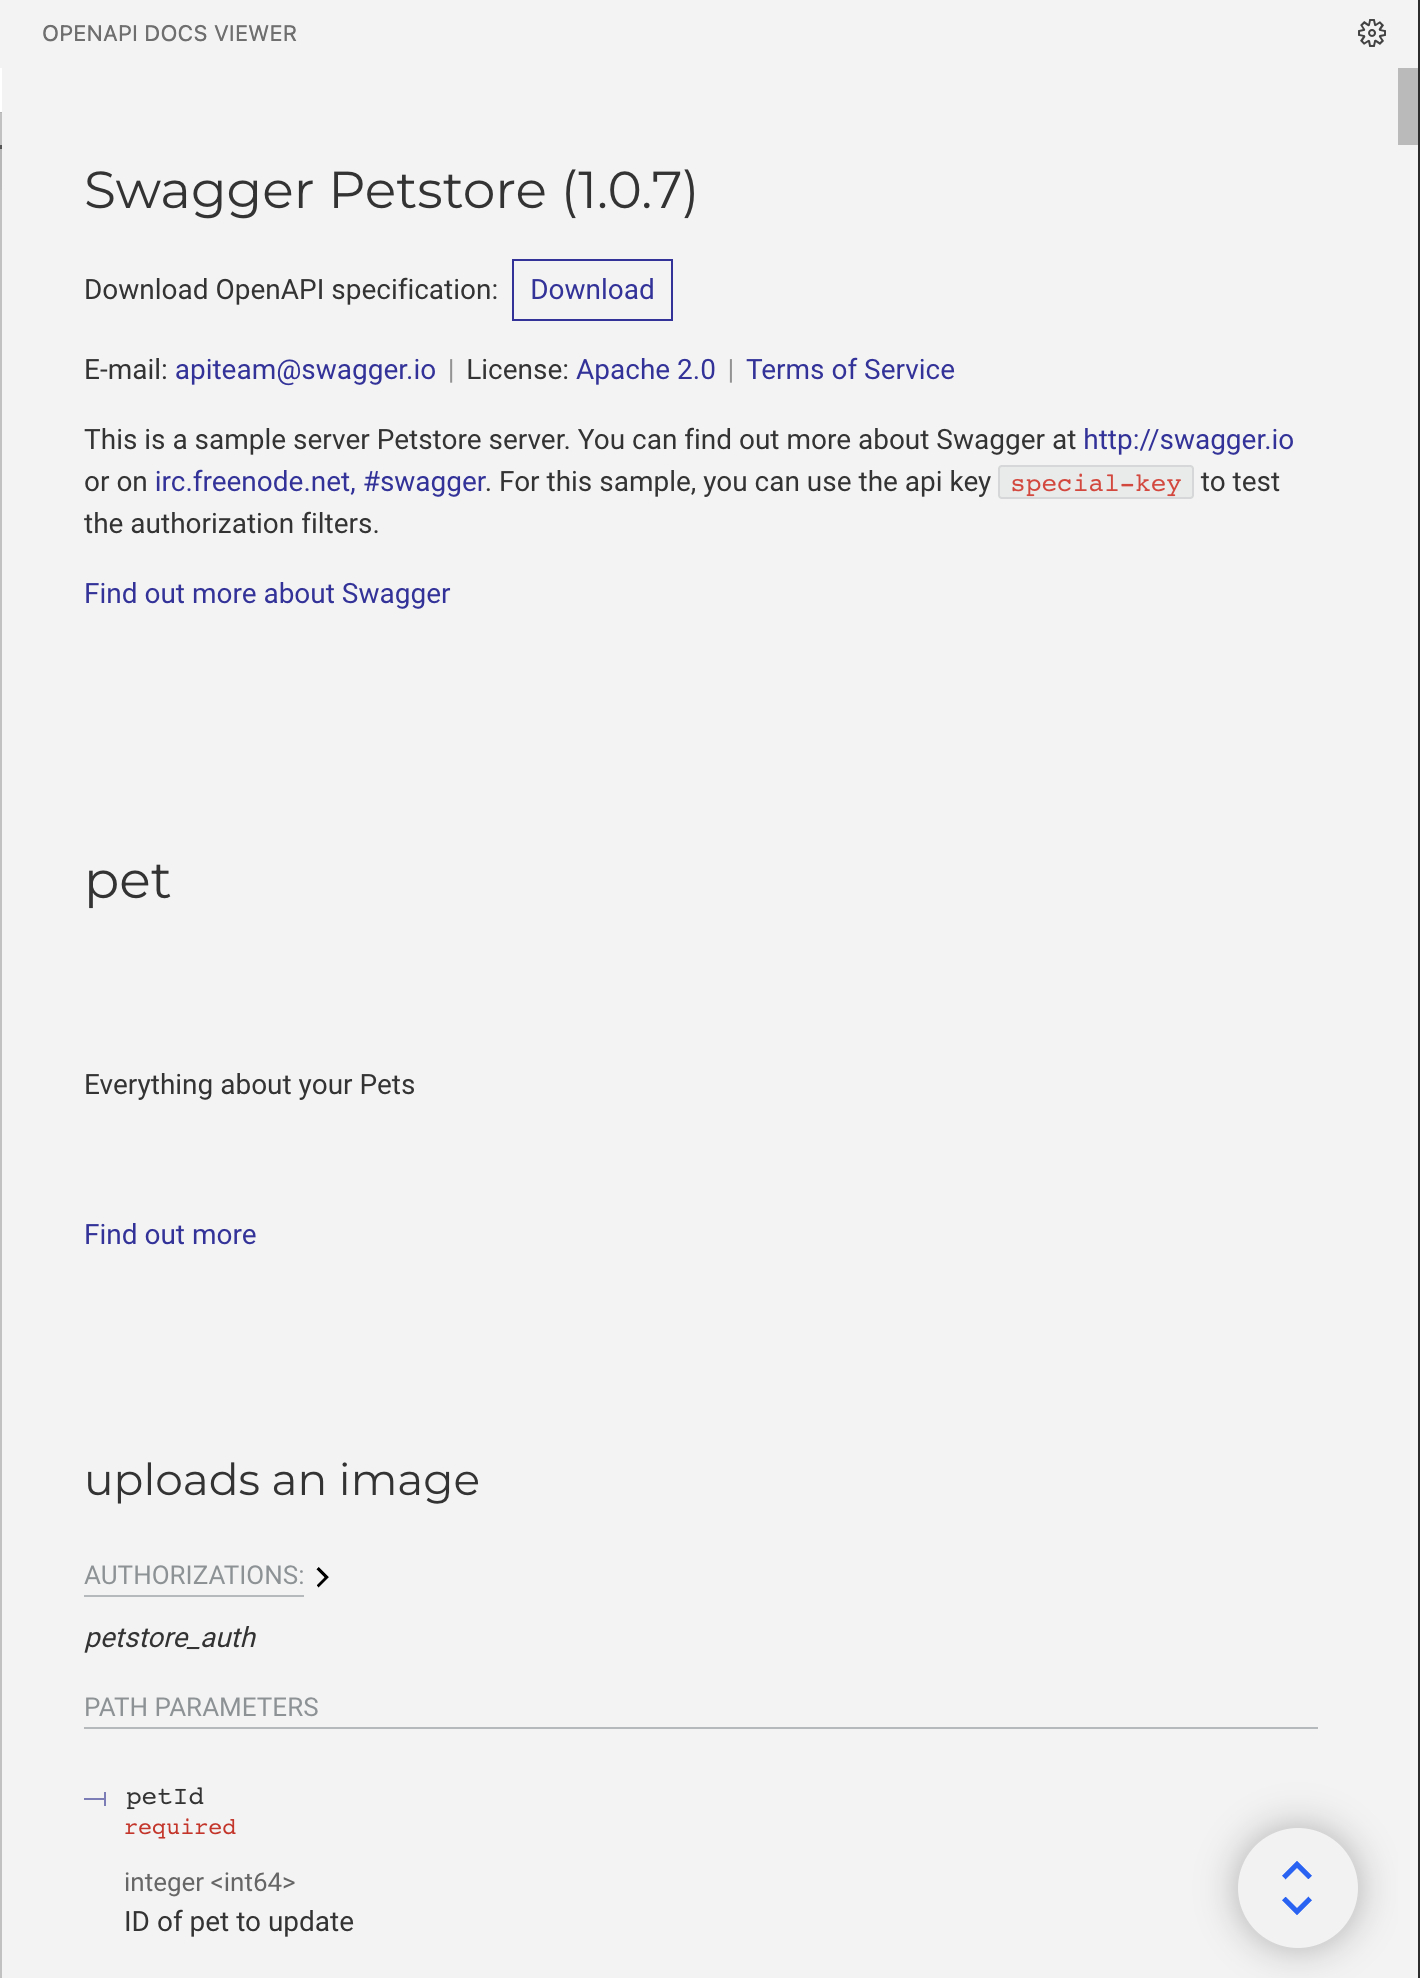 OPENAPI DOCS VIEWER
Swagger Petstore (1.0.7)
Download OpenAPI specification: Download
E-mail: apiteam@swagger.io | License: Apache 2.0 | Terms of Service
This is a sample server Petstore server. You can find out more about Swagger at http://swagger.io
or on irc.freenode.net, #swagger. For this sample, you can use the api key special-key to test
the authorization filters.
Find out more about Swagger
pet
Everything about your Pets
Find out more
uploads an image
AUTHORIZATIONS:
petstore_auth
PATH PARAMETERS
petId
required
integer <int64>
ID of pet to update